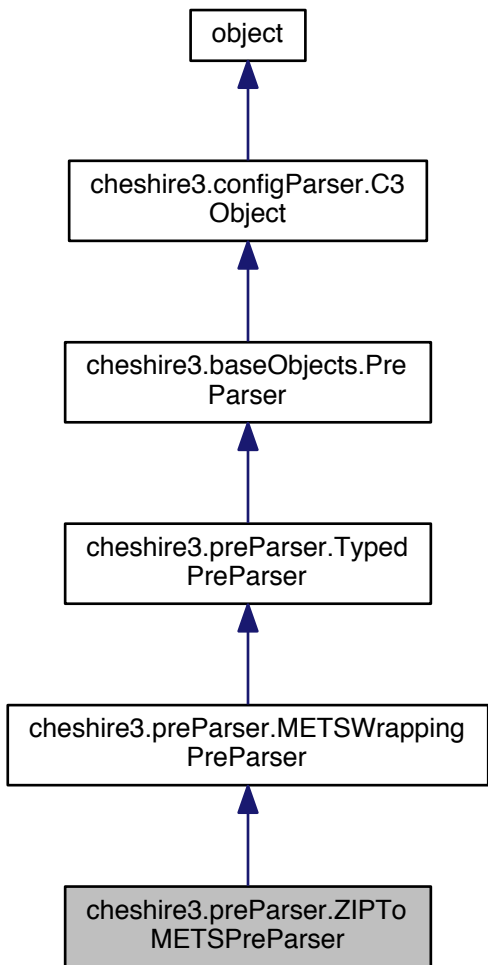 object
cheshire3.configParser.C3
Object
cheshire3.baseObjects.Pre
Parser
cheshire3.preParser.Typed
PreParser
cheshire3.preParser.METSWrapping
PreParser
cheshire3.preParser.ZIPTo
METSPreParser